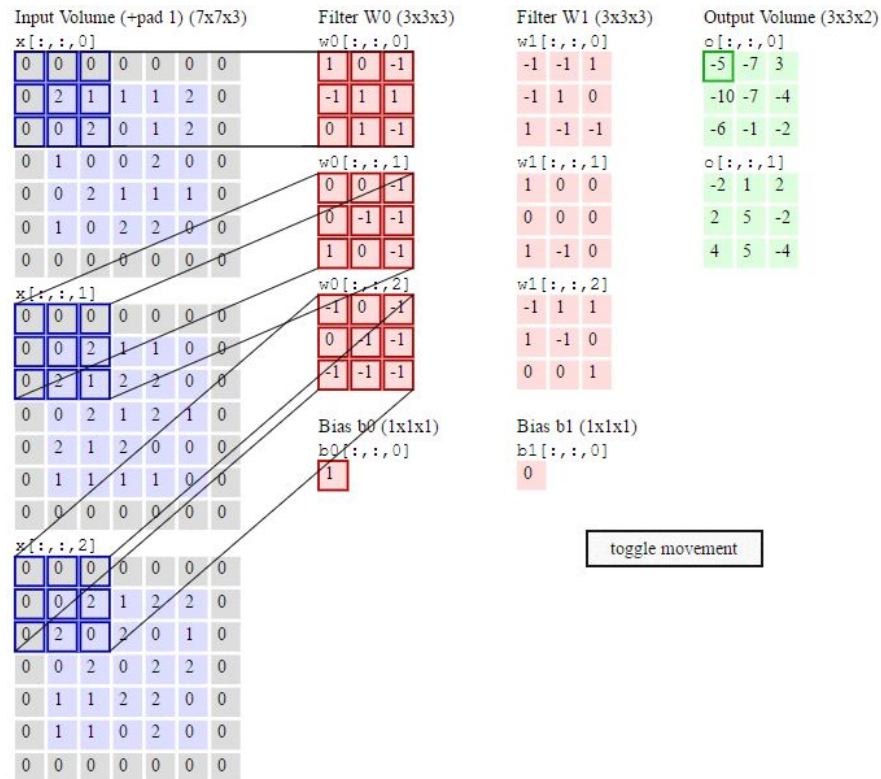 Input Volume (+pad 1) (7x7x3)
x[:,:,0]
0 0 0 0 0 0 0
0 2 1 1 1 2 0
0 0 2 0 1 2 0
0 1 0 0 2 0 0
0 0 2 1 1 1 0
0 1 0 2 2 0 0
0 0 0 0 0 0 0
x[:,:,1]
0 0 0 0 0 0 0
0 0 2 1 1 0 0
0 2 1 2 2 0 0
0 0 2 1 2 1 0
0 2 1 2 0 0 0
0 1 1 1 1 0 0
0 0 0 0 0 0 0
x[:,:,2]
0 0 0 0 0 0 0
0 0 2 1 2 2 0
0 2 0 2 0 1 0
0 0 2 0 2 2 0
0 1 1 2 2 0 0
0 1 1 0 2 0 0
0 0 0 0 0 0 0
Filter W0 (3x3x3)
w0[:,:,0]
1 0 -1
-1 1 1
0 1 -1
w0[:,:,1]
0 0 -1
0 -1 -1
1 0 -1
w0[:,:,2]
-1 0 -1
0 -1 -1
-1 -1 -1
Bias b0 (1x1x1)
b0[:,:,0]
1
Filter W1 (3x3x3)
w1[:,:,0]
-1 -1 1
-1 1 0
1 -1 -1
w1[:,:,1]
1 0 0
0 0 0
1 -1 0
w1[:,:,2]
-1 1 1
1 -1 0
0 0 1
Bias b1 (1x1x1)
b1[:,:,0]
0
Output Volume (3x3x2)
o[:,:,0]
-5 -7 3
-10 -7 -4
-6 -1 -2
o[:,:,1]
-2 1 2
2 5 -2
4 5 -4
toggle movement